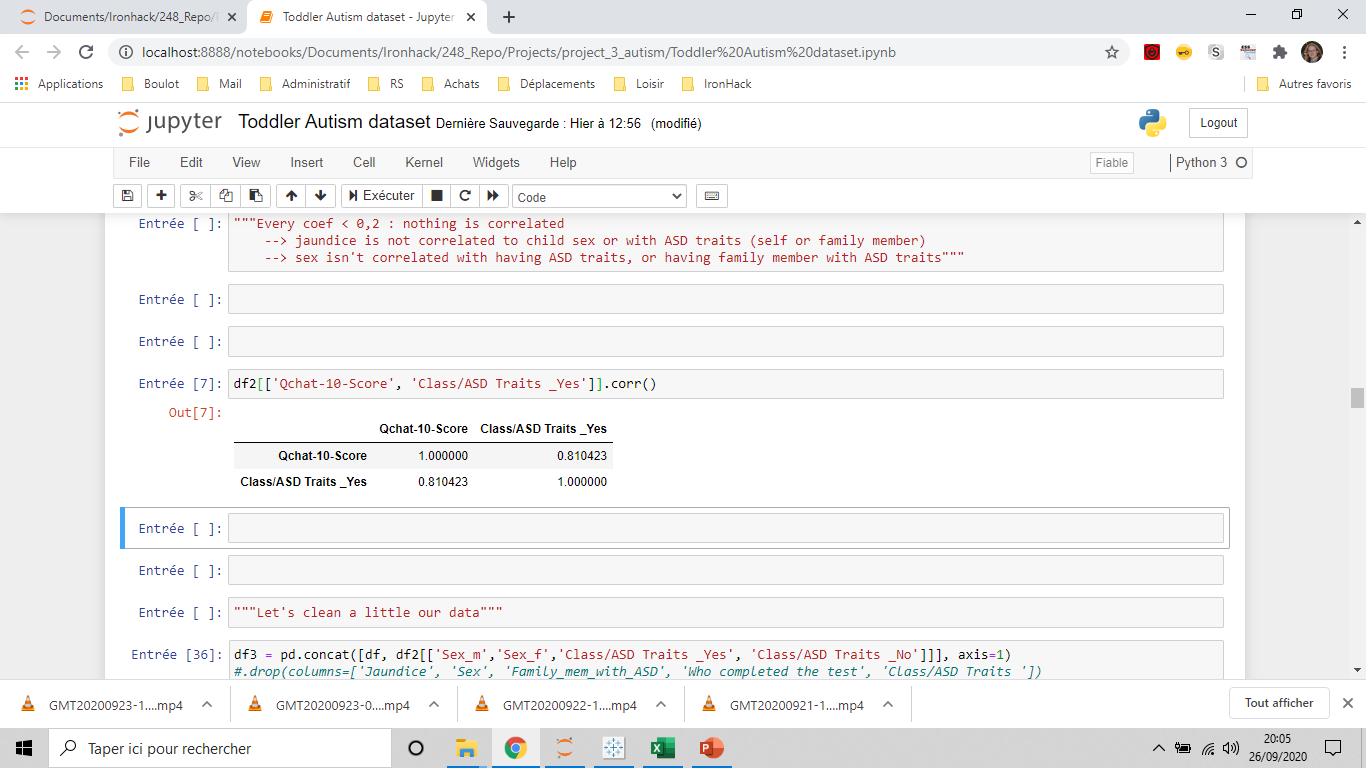 Documents/Ironhack/248_Repo/
Toddler Autism dataset - Jupyter
localhost:8888/notebooks/Documents/Ironhack/248_Repo/Projects/project_3_autism/Toddler%20Autism%20dataset.ipynb
Applications Boulot Mail Administratif RS Achats Déplacements Loisir IronHack Autres favoris
jupyter Toddler Autism dataset Dernière Sauvegarde : Hier à 12:56 (modifié) Logout
File Edit View Insert Cell Kernel Widgets Help Fiable Python 3
Exécuter Code
Entrée [ ]: """Every coef < 0,2 : nothing is correlated
--> jaundice is not correlated to child sex or with ASD traits (self or family member)
--> sex isn't correlated with having ASD traits, or having family member with ASD traits"""
Entrée [ ]:
Entrée [ ]:
Entrée [7]: df2[['Qchat-10-Score', 'Class/ASD Traits _Yes']].corr()
Out[7]:
Qchat-10-Score Class/ASD Traits _Yes
Qchat-10-Score 1.000000 0.810423
Class/ASD Traits _Yes 0.810423 1.000000
Entrée [ ]:
Entrée [ ]:
Entrée [ ]: """Let's clean a little our data"""
Entrée [36]: df3 = pd.concat([df, df2[['Sex_m','Sex_f','Class/ASD Traits _Yes', 'Class/ASD Traits _No']]], axis=1)
#.drop(columns=['Jaundice', 'Sex', 'Family_mem_with_ASD', 'Who completed the test', 'Class/ASD Traits '])
GMT20200923-1....mp4 GMT20200923-0....mp4 GMT20200922-1....mp4 GMT20200921-1....mp4 Tout afficher
Taper ici pour rechercher
20:05
26/09/2020